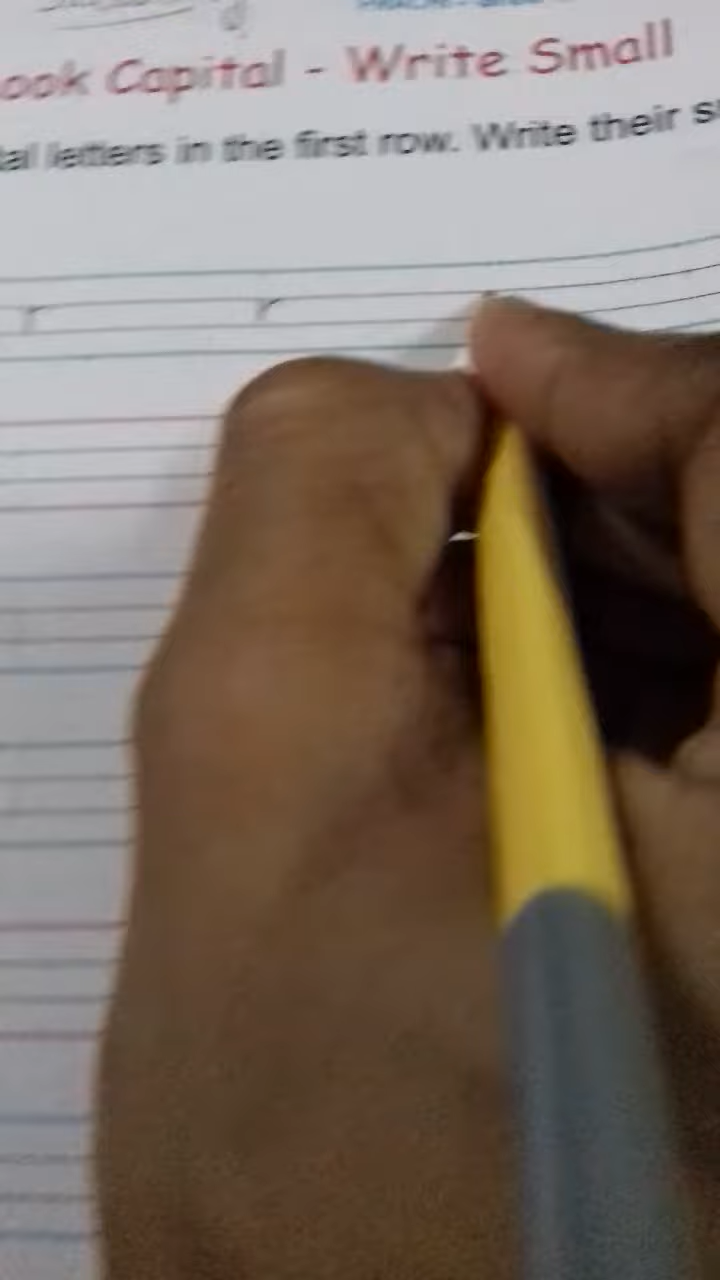 ook Capital - Write Small
al letters in the first row. Write their s
r r